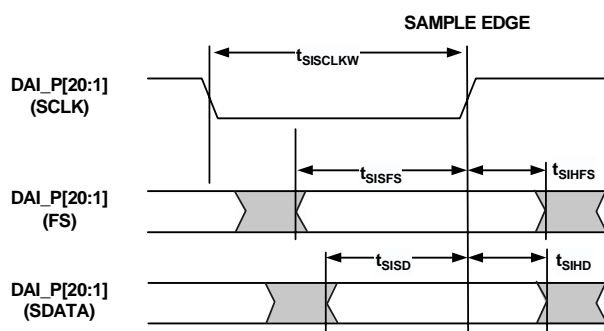 SAMPLE EDGE
tSISCLKW
DAI_P[20:1]
(SCLK)
tSISFS
tSIHFS
DAI_P[20:1]
(FS)
tSISD
tSIHD
DAI_P[20:1]
(SDATA)